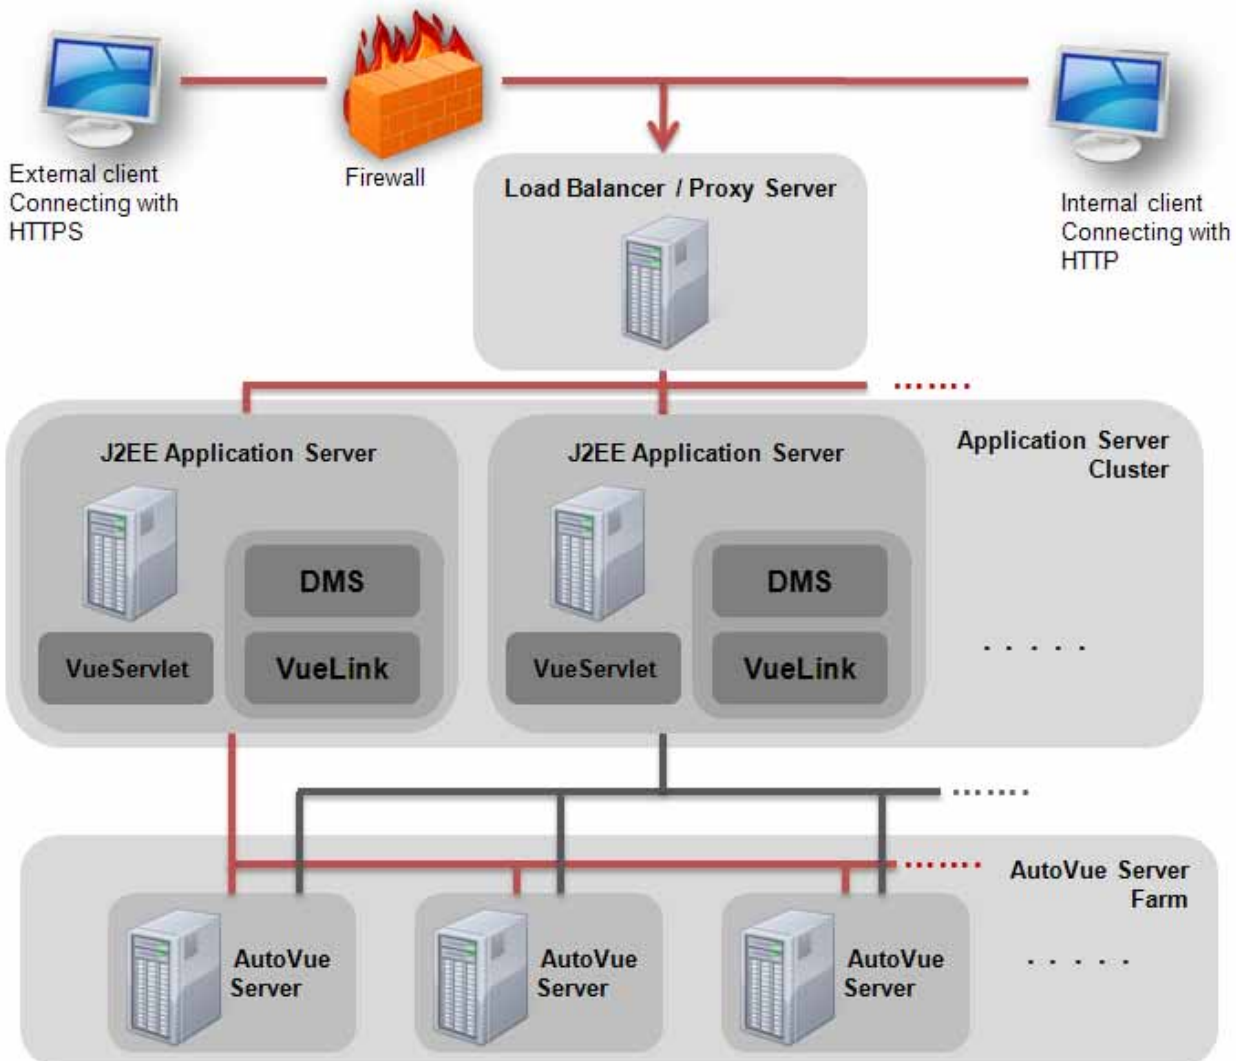 External client
Connecting with
HTTPS
Firewall
Load Balancer / Proxy Server
Internal client
Connecting with
HTTP
J2EE Application Server
DMS
VueServlet
VueLink
J2EE Application Server
DMS
VueServlet
VueLink
Application Server
Cluster
AutoVue Server
Farm
AutoVue
Server
AutoVue
Server
AutoVue
Server